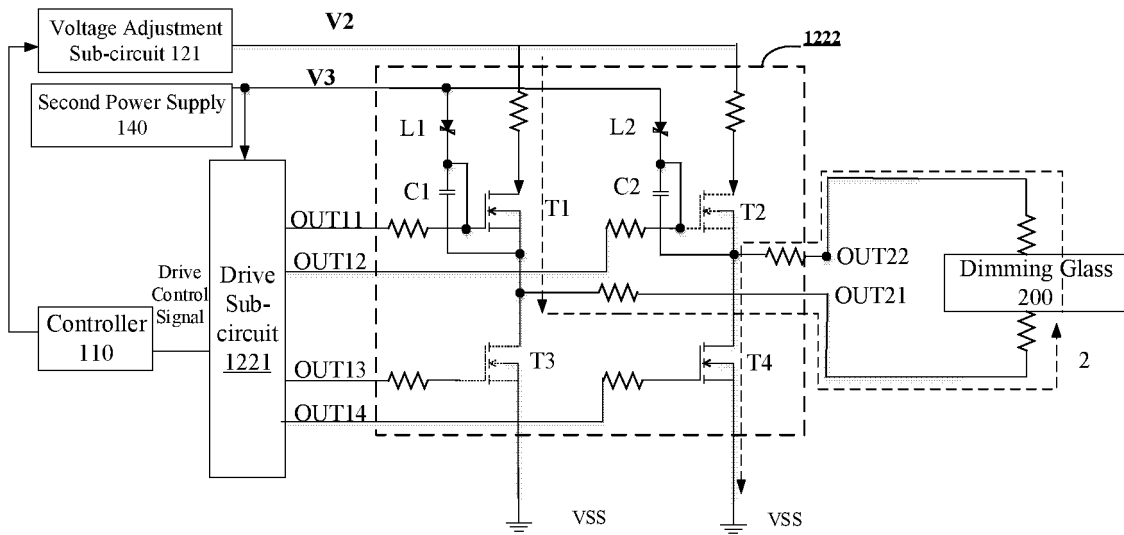 Voltage Adjustment
Sub-circuit 121
V2
1222
V3
Second Power Supply
140
L1
L2
C1
C2
T1
T2
OUT11
OUT12
OUT22
Drive
Control
Signal
Drive
Sub-
circuit
1221
Dimming Glass
200
OUT21
Controller
110
T3
T4
2
OUT13
OUT14
VSS
VSS